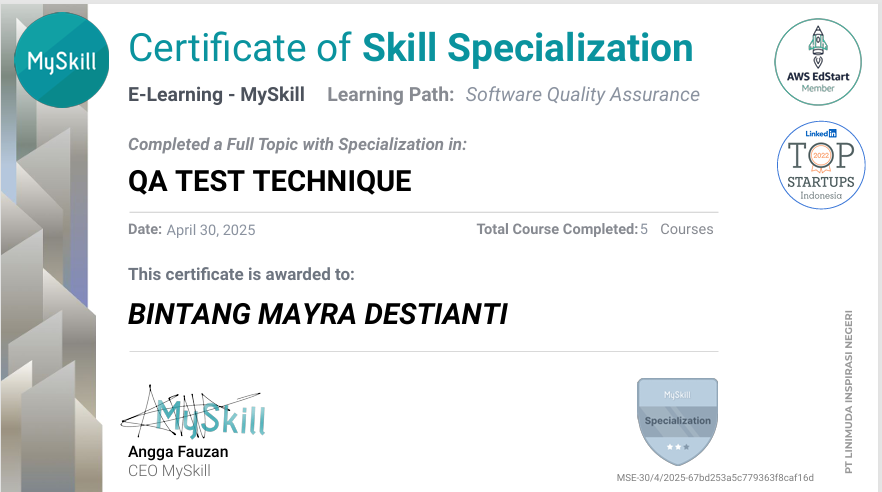 MySkill
Certificate of Skill Specialization
E-Learning - MySkill Learning Path: Software Quality Assurance
Completed a Full Topic with Specialization in:
QA TEST TECHNIQUE
Date: April 30, 2025 Total Course Completed: 5 Courses
This certificate is awarded to:
BINTANG MAYRA DESTIANTI
MySkill
Angga Fauzan
CEO MySkill
AWS EdStart
Member
LinkedIn
TOP
2022
STARTUPS
Indonesia
PT LINIMUDA INSPIRASI NEGERI
MySkill
Specialization
MSE-30/4/2025-67bd253a5c779363f8caf16d